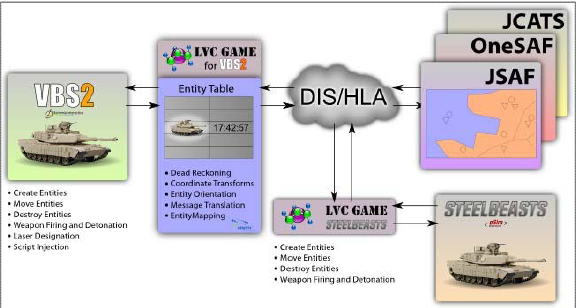 VBS2
Create Entities
Move Entities
Destroy Entities
Weapon Firing and Detonation
Laser Designation
Script Injection
LVC GAME
for VBS2
Entity Table
17:42:57
Dead Reckoning
Coordinate Transforms
Entity Orientation
Message Translation
EntityMapping
DIS/HLA
JCATS
OneSAF
JSAF
LVC GAME
STEELBEASTS
Create Entities
Move Entities
Destroy Entities
Weapon Firing and Detonation
STEELBEASTS